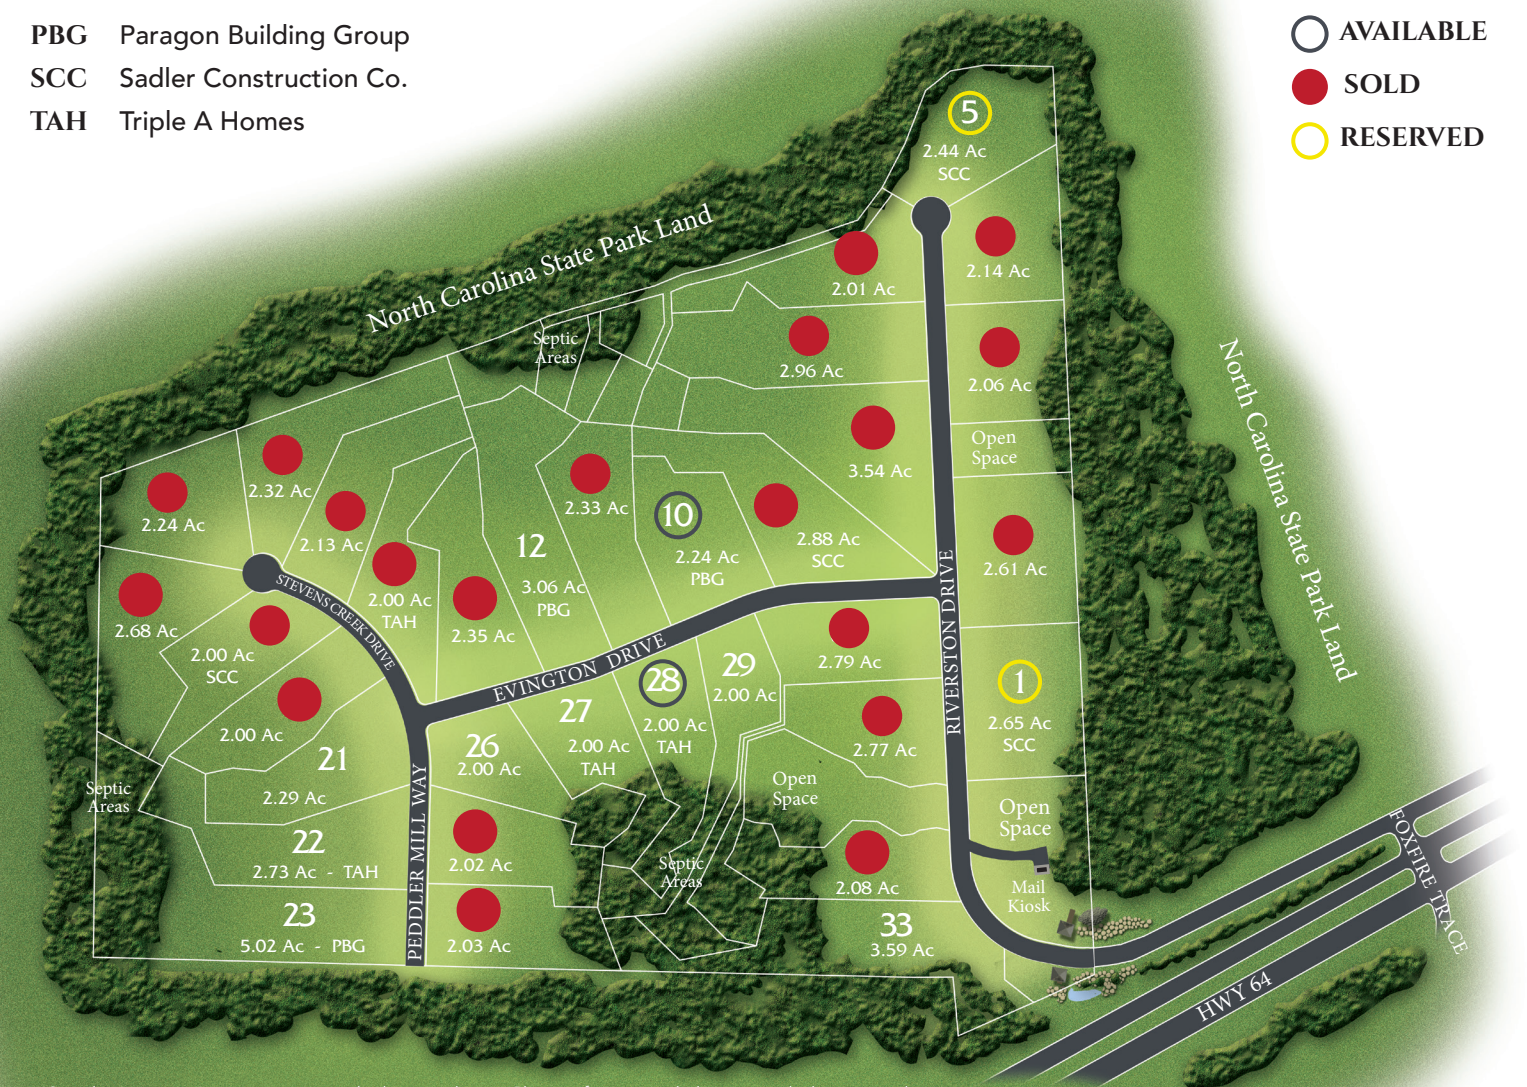 PBG Paragon Building Group
SCC Sadler Construction Co.
TAH Triple A Homes
AVAILABLE
SOLD
RESERVED
5
2.44 Ac
SCC
North Carolina State Park Land
2.01 Ac
2.14 Ac
Septic
Areas
2.96 Ac
2.06 Ac
North Carolina State Park Land
Open
Space
3.54 Ac
2.32 Ac
2.24 Ac
2.33 Ac
10
2.24 Ac
PBG
2.88 Ac
SCC
2.13 Ac
12
3.06 Ac
PBG
2.61 Ac
STEVENS CREEK DRIVE
2.00 Ac
TAH
2.35 Ac
2.68 Ac
2.00 Ac
SCC
EVINGTON DRIVE
RIVERSTON DRIVE
2.79 Ac
29
2.00 Ac
28
2.00 Ac
TAH
27
2.00 Ac
TAH
1
2.65 Ac
SCC
2.00 Ac
26
2.00 Ac
2.77 Ac
21
2.29 Ac
Septic
Areas
Open
Space
Open
Space
PEDDLER MILL WAY
22
2.73 Ac - TAH
2.02 Ac
Septic
Areas
2.08 Ac
Mail
Kiosk
FOXFIRE TRACE
23
5.02 Ac - PBG
2.03 Ac
33
3.59 Ac
HWY 64